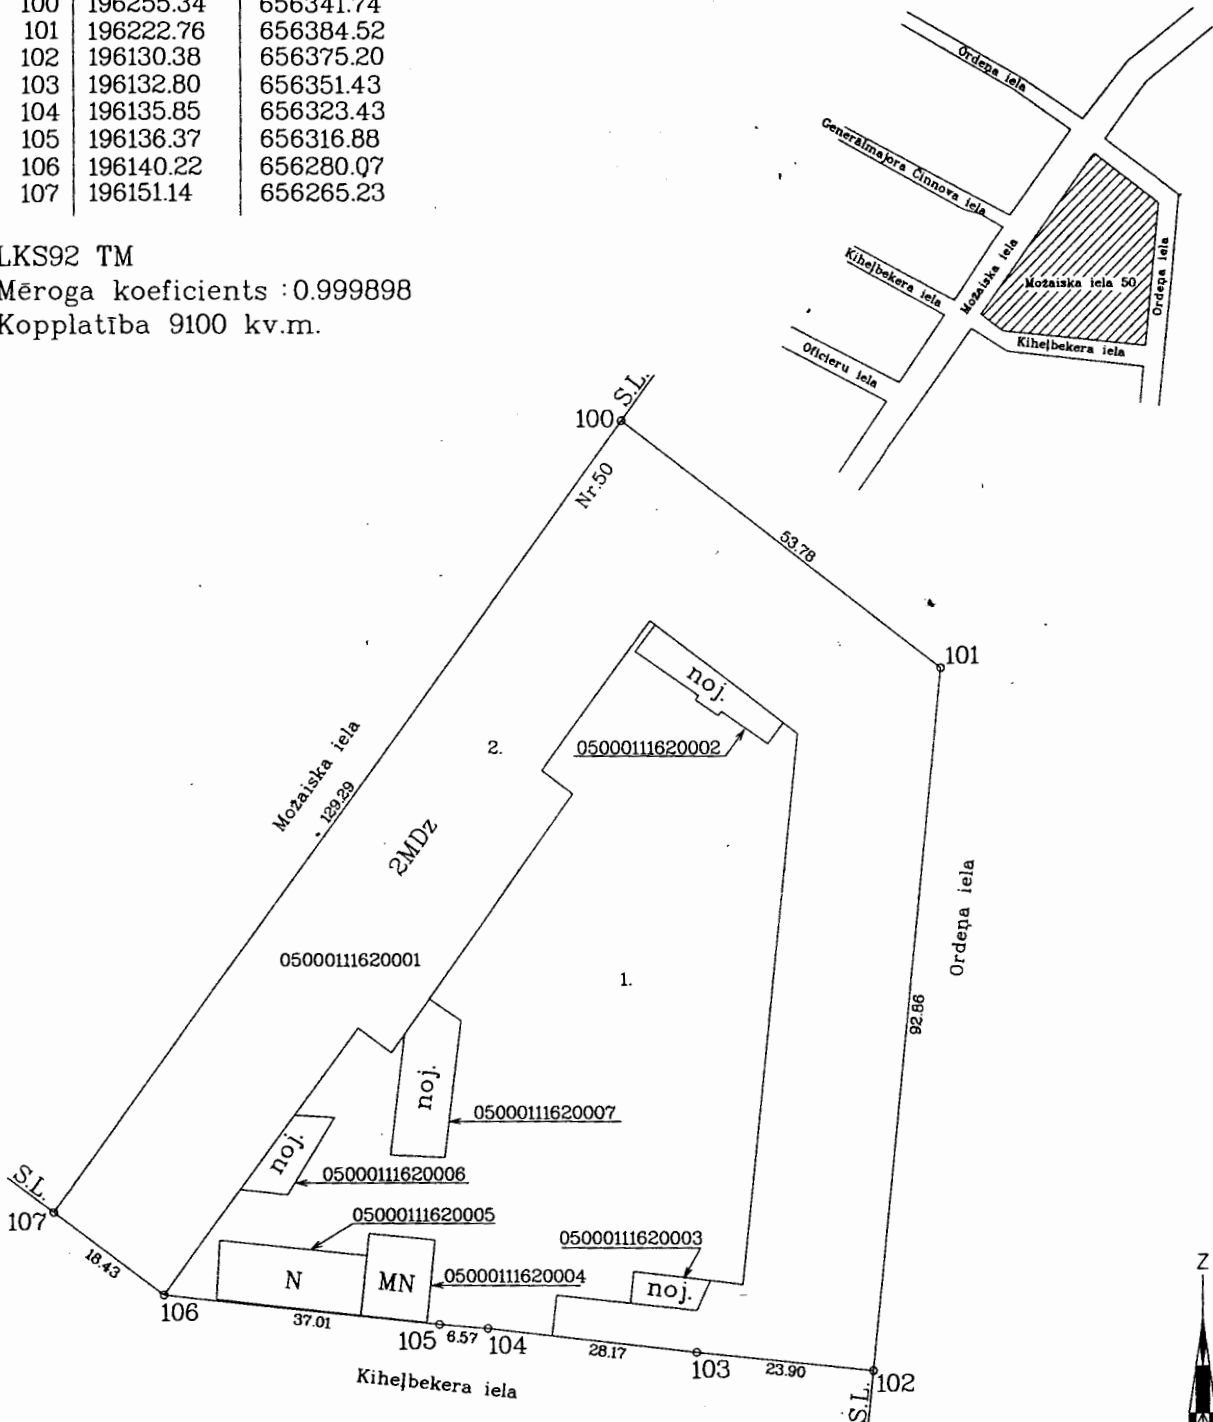 100 196255.34 656341.74
101 196222.76 656384.52
102 196130.38 656375.20
103 196132.80 656351.43
104 196135.85 656323.43
105 196136.37 656316.88
106 196140.22 656280.07
107 196151.14 656265.23
LKS92 TM
Mēroga koeficients : 0.999898
Kopplatība 9100 kv.m.
Ordeņa iela
Ģenerālmajora Činnova iela
Kiheļbekera iela
Možaiska iela
Možaiska iela 50
Ordeņa iela
Kiheļbekera iela
Oficieru iela
S.L.
100
Nr.50
53.78
101
noj.
05000111620002
2.
Možaiska iela
129.29
2MDz
Ordeņa iela
05000111620001
1.
92.86
noj.
05000111620007
noj.
05000111620006
S.L.
107
18.43
05000111620005
05000111620003
N
MN
05000111620004
noj.
106
37.01
105
6.57
104
28.17
103
23.90
102
Kiheļbekera iela
S.L.
Z